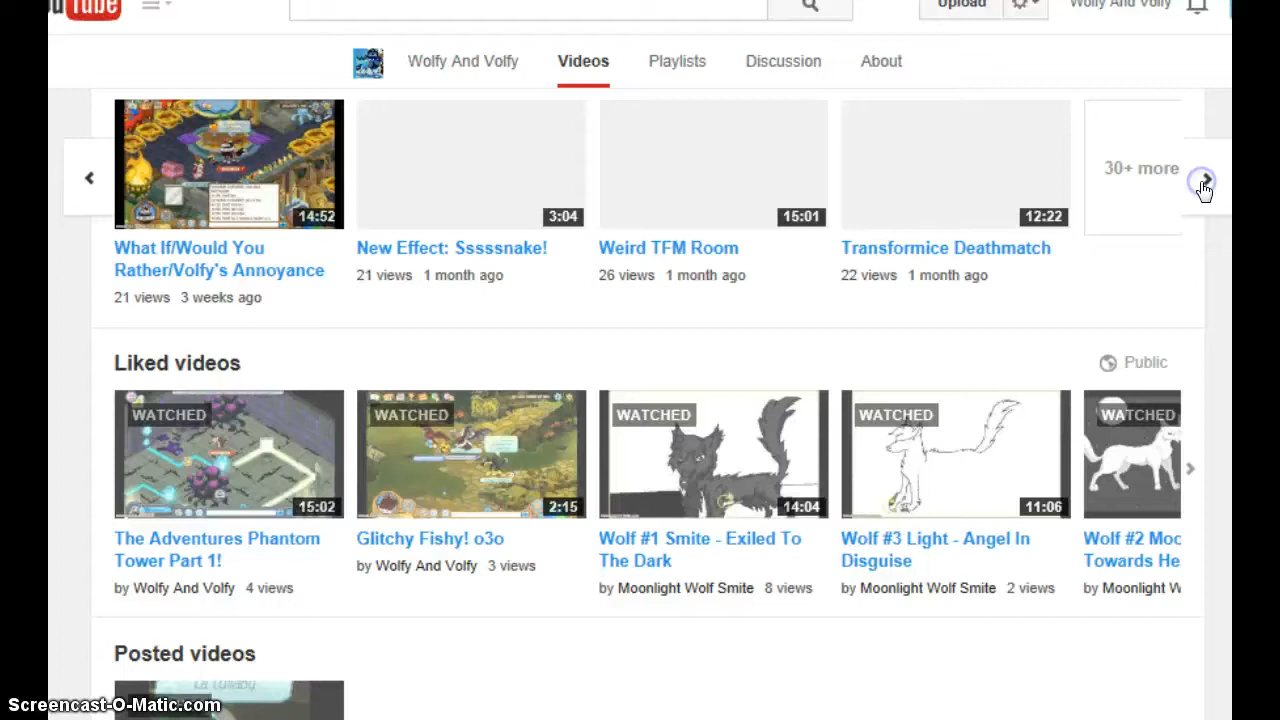 YouTube
Upload
Wolfy And Volfy
Wolfy And Volfy
Videos
Playlists
Discussion
About
30+ more
14:52
3:04
15:01
12:22
What If/Would You
Rather/Volfy's Annoyance
21 views 3 weeks ago
New Effect: Sssssnake!
21 views 1 month ago
Weird TFM Room
26 views 1 month ago
Transformice Deathmatch
22 views 1 month ago
Liked videos
Public
WATCHED
WATCHED
WATCHED
WATCHED
WATCHED
15:02
2:15
14:04
11:06
The Adventures Phantom
Tower Part 1!
by Wolfy And Volfy 4 views
Glitchy Fishy! o3o
by Wolfy And Volfy 3 views
Wolf #1 Smite - Exiled To
The Dark
by Moonlight Wolf Smite 8 views
Wolf #3 Light - Angel In
Disguise
by Moonlight Wolf Smite 2 views
Wolf #2 Moo
Towards He
by Moonlight W
Posted videos
La Lullaby
Screencast-O-Matic.com